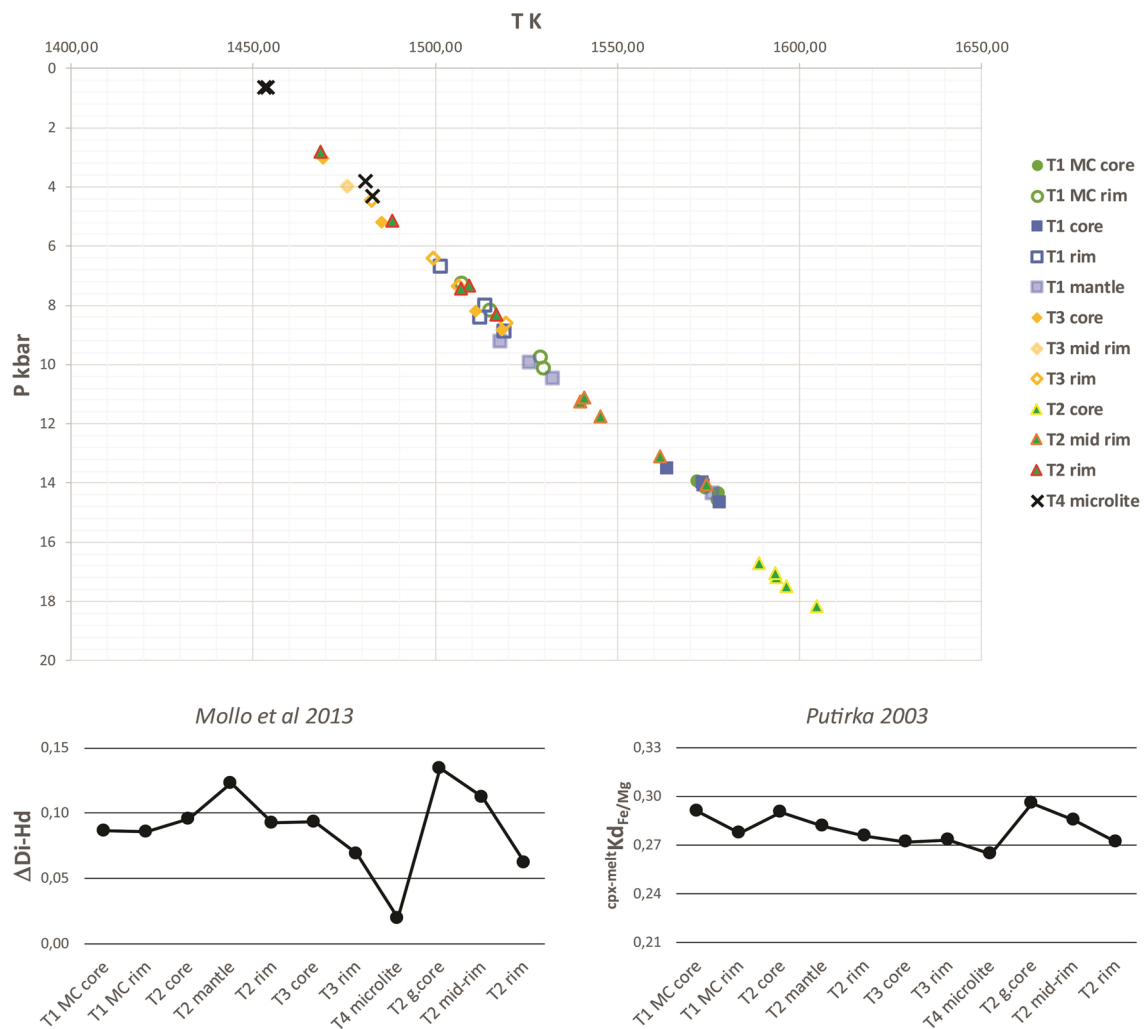 T K
1400,00 1450,00 1500,00 1550,00 1600,00 1650,00
P kbar
0
2
4
6
8
10
12
14
16
18
20
T1 MC core
T1 MC rim
T1 core
T1 rim
T1 mantle
T3 core
T3 mid rim
T3 rim
T2 core
T2 mid rim
T2 rim
T4 microlite
Mollo et al 2013
ΔDi-Hd
0,15
0,10
0,05
0,00
T1 MC core
T1 MC rim
T2 core
T2 mantle
T2 rim
T3 core
T3 rim
T4 microlite
T2 g.core
T2 mid-rim
T2 rim
Putirka 2003
cpx-meltKdFe/Mg
0,33
0,30
0,27
0,24
0,21
T1 MC core
T1 MC rim
T2 core
T2 mantle
T2 rim
T3 core
T3 rim
T4 microlite
T2 g.core
T2 mid-rim
T2 rim